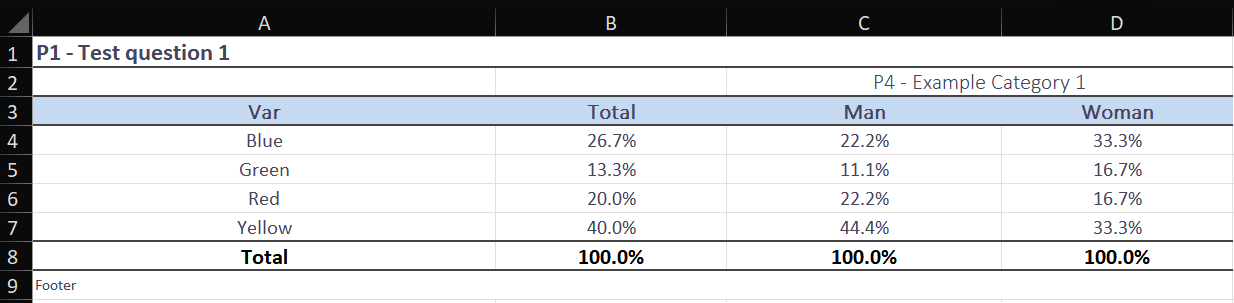 A B C D
1 P1 - Test question 1
2 P4 - Example Category 1
3 Var Total Man Woman
4 Blue 26.7% 22.2% 33.3%
5 Green 13.3% 11.1% 16.7%
6 Red 20.0% 22.2% 16.7%
7 Yellow 40.0% 44.4% 33.3%
8 Total 100.0% 100.0% 100.0%
9 Footer